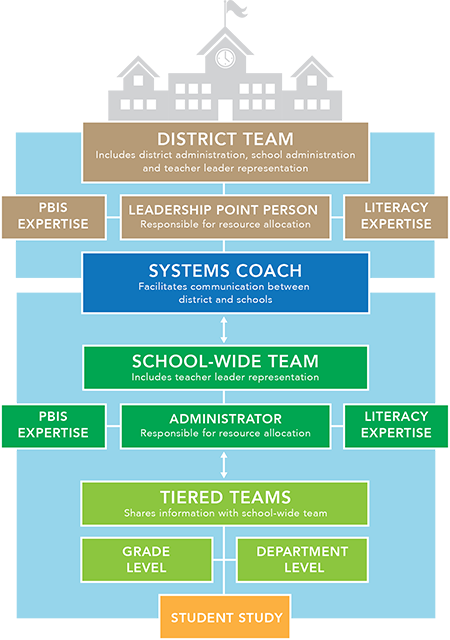 DISTRICT TEAM
Includes district administration, school administration
and teacher leader representation
PBIS
EXPERTISE
LEADERSHIP POINT PERSON
Responsible for resource allocation
LITERACY
EXPERTISE
SYSTEMS COACH
Facilitates communication between
district and schools
SCHOOL-WIDE TEAM
Includes teacher leader representation
PBIS
EXPERTISE
ADMINISTRATOR
Responsible for resource allocation
LITERACY
EXPERTISE
TIERED TEAMS
Shares information with school-wide team
GRADE
LEVEL
DEPARTMENT
LEVEL
STUDENT STUDY